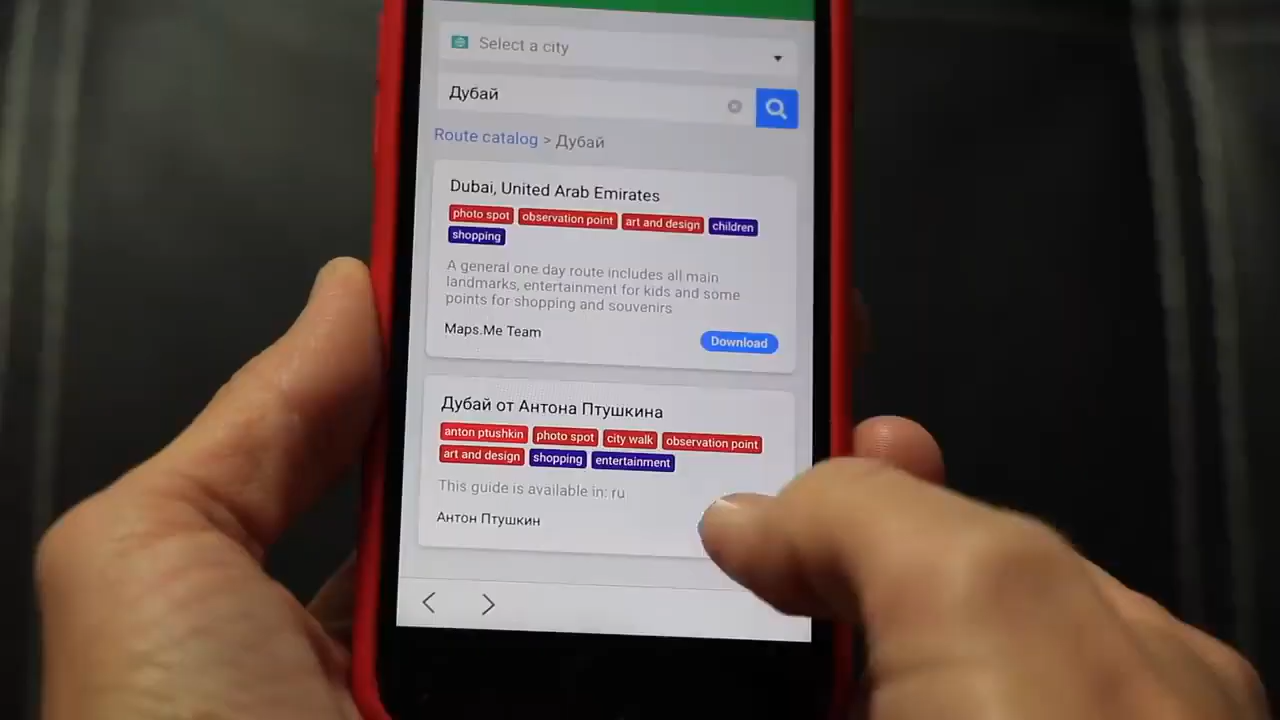 Select a city
Дубай
Route catalog > Дубай
Dubai, United Arab Emirates
photo spot observation point art and design children
shopping
A general one day route includes all main
landmarks, entertainment for kids and some
points for shopping and souvenirs
Maps.Me Team
Download
Дубай от Антона Птушкина
anton ptushkin photo spot city walk observation point
art and design shopping entertainment
This guide is available in: ru
Антон Птушкин